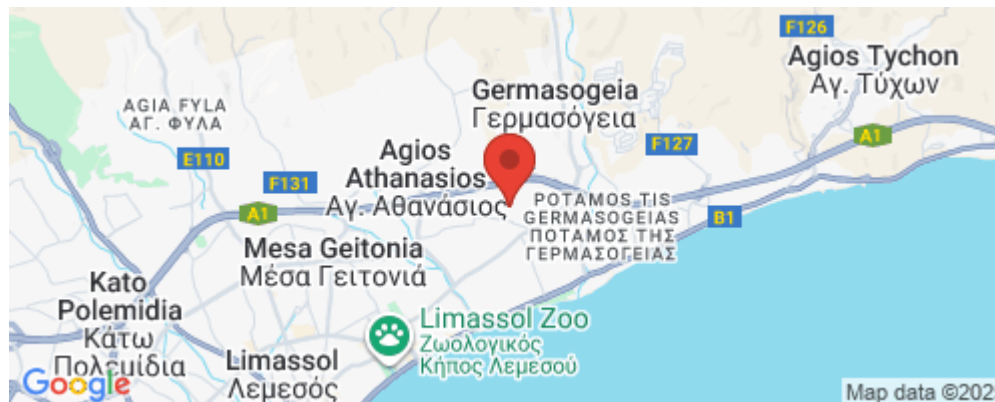 F126
Agios Tychon
Αγ. Τύχων
Germasogeia
Γερμασόγεια
AGIA FYLA
ΑΓ. ΦΥΛΑ
A1
F127
E110
Agios
Athanasios
Αγ. Αθανάσιος
F131
POTAMOS TIS
GERMASOGEIAS
ΠΟΤΑΜΟΣ ΤΗΣ
ΓΕΡΜΑΣΟΓΕΙΑΣ
A1
B1
Mesa Geitonia
Μέσα Γειτονιά
Kato
Polemidia
Κάτω
Πολεμίδια
Limassol Zoo
Ζωολογικός
Κήπος Λεμεσού
Limassol
Λεμεσός
Google
Map data ©202